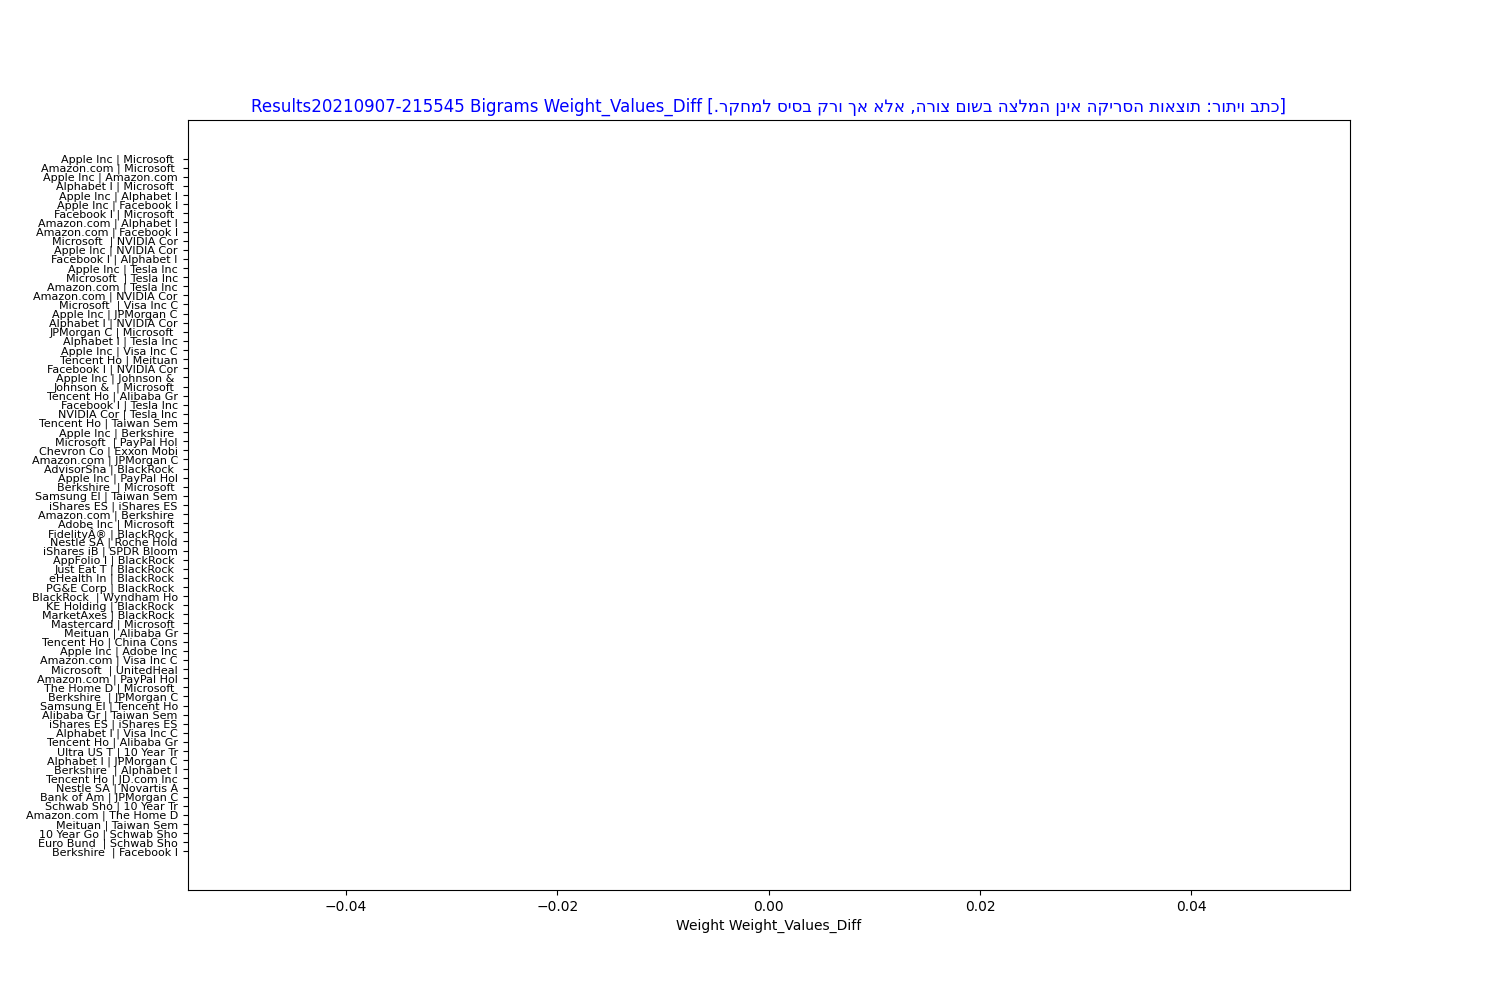 Results20210907-215545 Bigrams Weight_Values_Diff [כתב ויתור: תוצאות הסריקה אינן המלצה בשום צורה, אלא אך ורק בסיס למחקר.]
Apple Inc | Microsoft
Amazon.com | Microsoft
Apple Inc | Amazon.com
Alphabet I | Microsoft
Apple Inc | Alphabet I
Apple Inc | Facebook I
Facebook I | Microsoft
Amazon.com | Alphabet I
Amazon.com | Facebook I
Microsoft  | NVIDIA Cor
Apple Inc | NVIDIA Cor
Facebook I | Alphabet I
Apple Inc | Tesla Inc
Microsoft  | Tesla Inc
Amazon.com | Tesla Inc
Amazon.com | NVIDIA Cor
Microsoft  | Visa Inc C
Apple Inc | JPMorgan C
Alphabet I | NVIDIA Cor
JPMorgan C | Microsoft
Alphabet I | Tesla Inc
Apple Inc | Visa Inc C
Tencent Ho | Meituan
Facebook I | NVIDIA Cor
Apple Inc | Johnson &
Johnson &  | Microsoft
Tencent Ho | Alibaba Gr
Facebook I | Tesla Inc
NVIDIA Cor | Tesla Inc
Tencent Ho | Taiwan Sem
Apple Inc | Berkshire
Microsoft  | PayPal Hol
Chevron Co | Exxon Mobi
Amazon.com | JPMorgan C
AdvisorSha | BlackRock
Apple Inc | PayPal Hol
Berkshire  | Microsoft
Samsung El | Taiwan Sem
iShares ES | iShares ES
Amazon.com | Berkshire
Adobe Inc | Microsoft
FidelityÂ® | BlackRock
Nestle SA | Roche Hold
iShares iB | SPDR Bloom
AppFolio I | BlackRock
Just Eat T | BlackRock
eHealth In | BlackRock
PG&E Corp | BlackRock
BlackRock  | Wyndham Ho
KE Holding | BlackRock
MarketAxes | BlackRock
Mastercard | Microsoft
Meituan | Alibaba Gr
Tencent Ho | China Cons
Apple Inc | Adobe Inc
Amazon.com | Visa Inc C
Microsoft  | UnitedHeal
Amazon.com | PayPal Hol
The Home D | Microsoft
Berkshire  | JPMorgan C
Samsung El | Tencent Ho
Alibaba Gr | Taiwan Sem
iShares ES | iShares ES
Alphabet I | Visa Inc C
Tencent Ho | Alibaba Gr
Ultra US T | 10 Year Tr
Alphabet I | JPMorgan C
Berkshire  | Alphabet I
Tencent Ho | JD.com Inc
Nestle SA | Novartis A
Bank of Am | JPMorgan C
Schwab Sho | 10 Year Tr
Amazon.com | The Home D
Meituan | Taiwan Sem
10 Year Go | Schwab Sho
Euro Bund  | Schwab Sho
Berkshire  | Facebook I
−0.04 −0.02 0.00 0.02 0.04
Weight Weight_Values_Diff